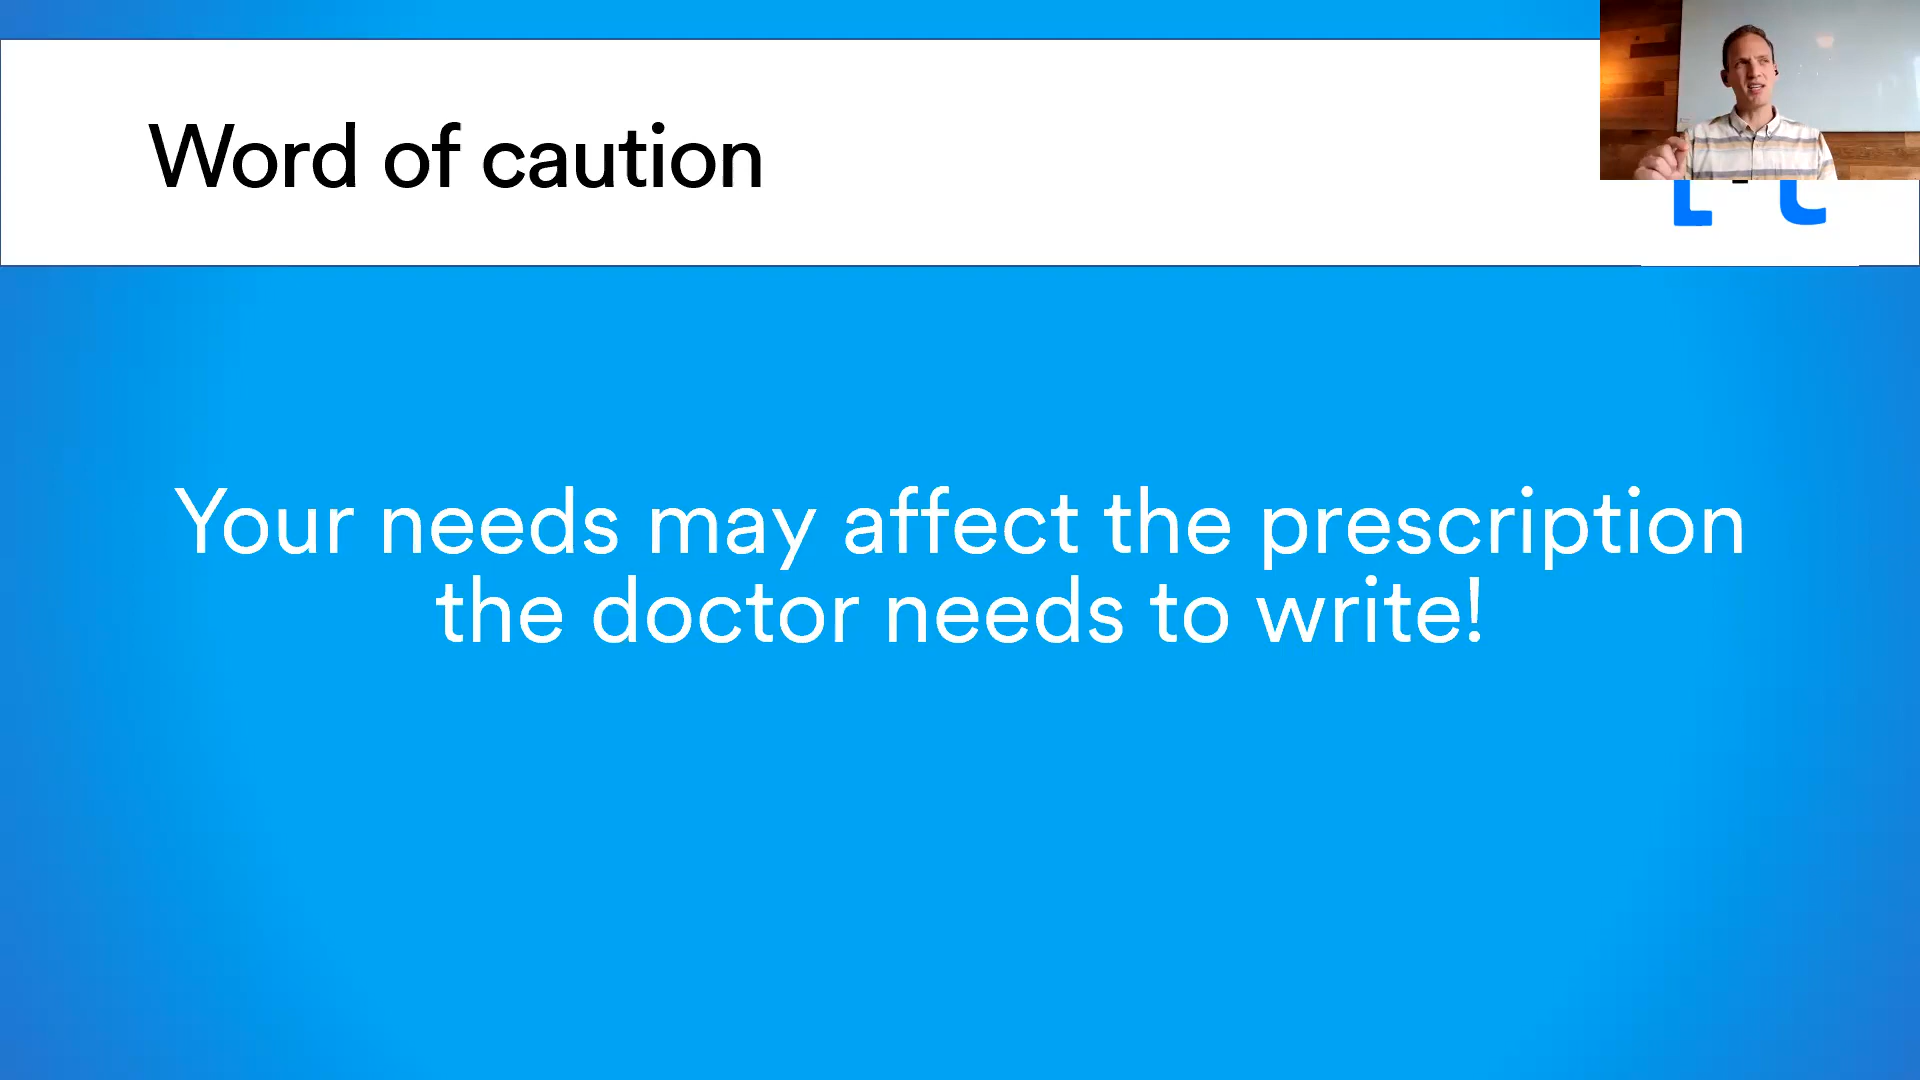 Word of caution
Your needs may affect the prescription
the doctor needs to write!